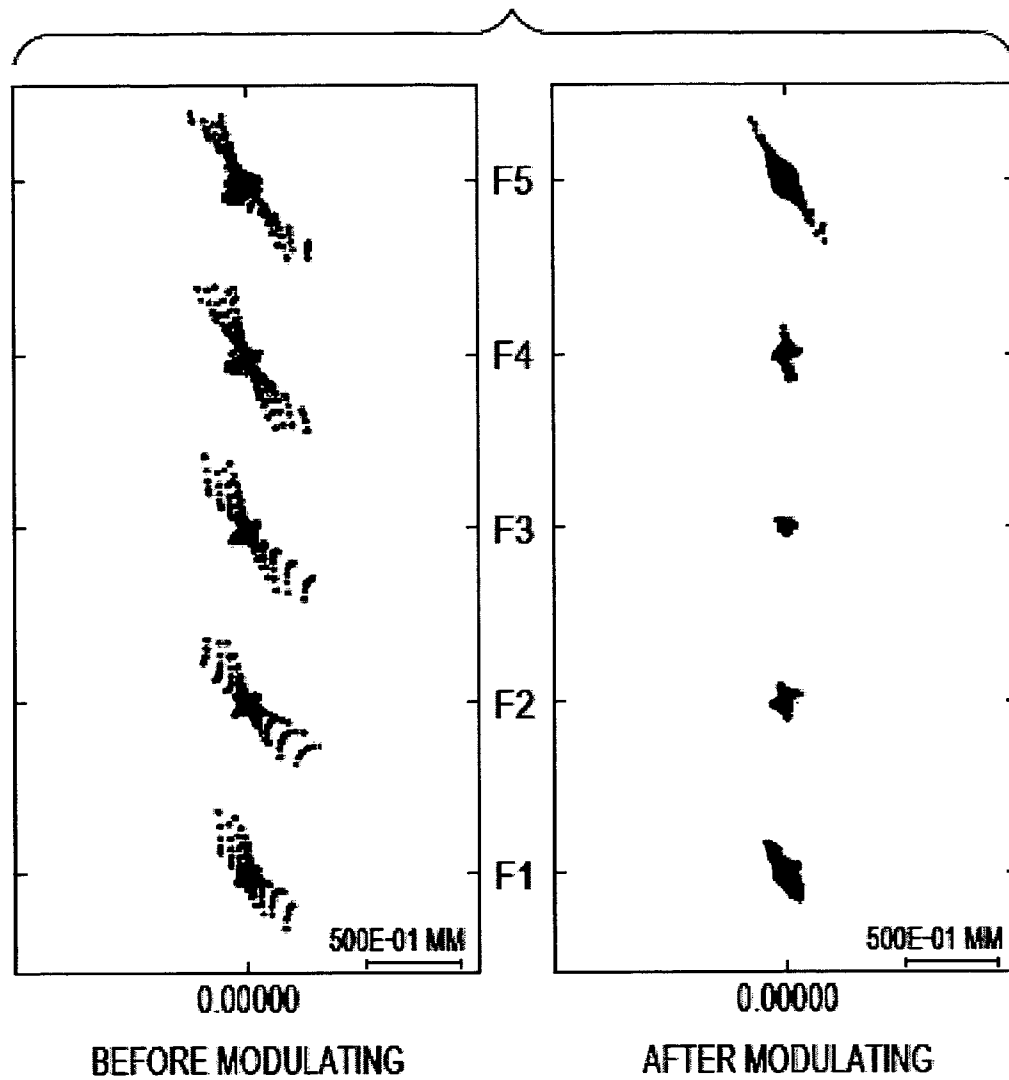 F5
F4
F3
F2
F1
500E-01 MM
500E-01 MM
0.00000
0.00000
BEFORE MODULATING
AFTER MODULATING